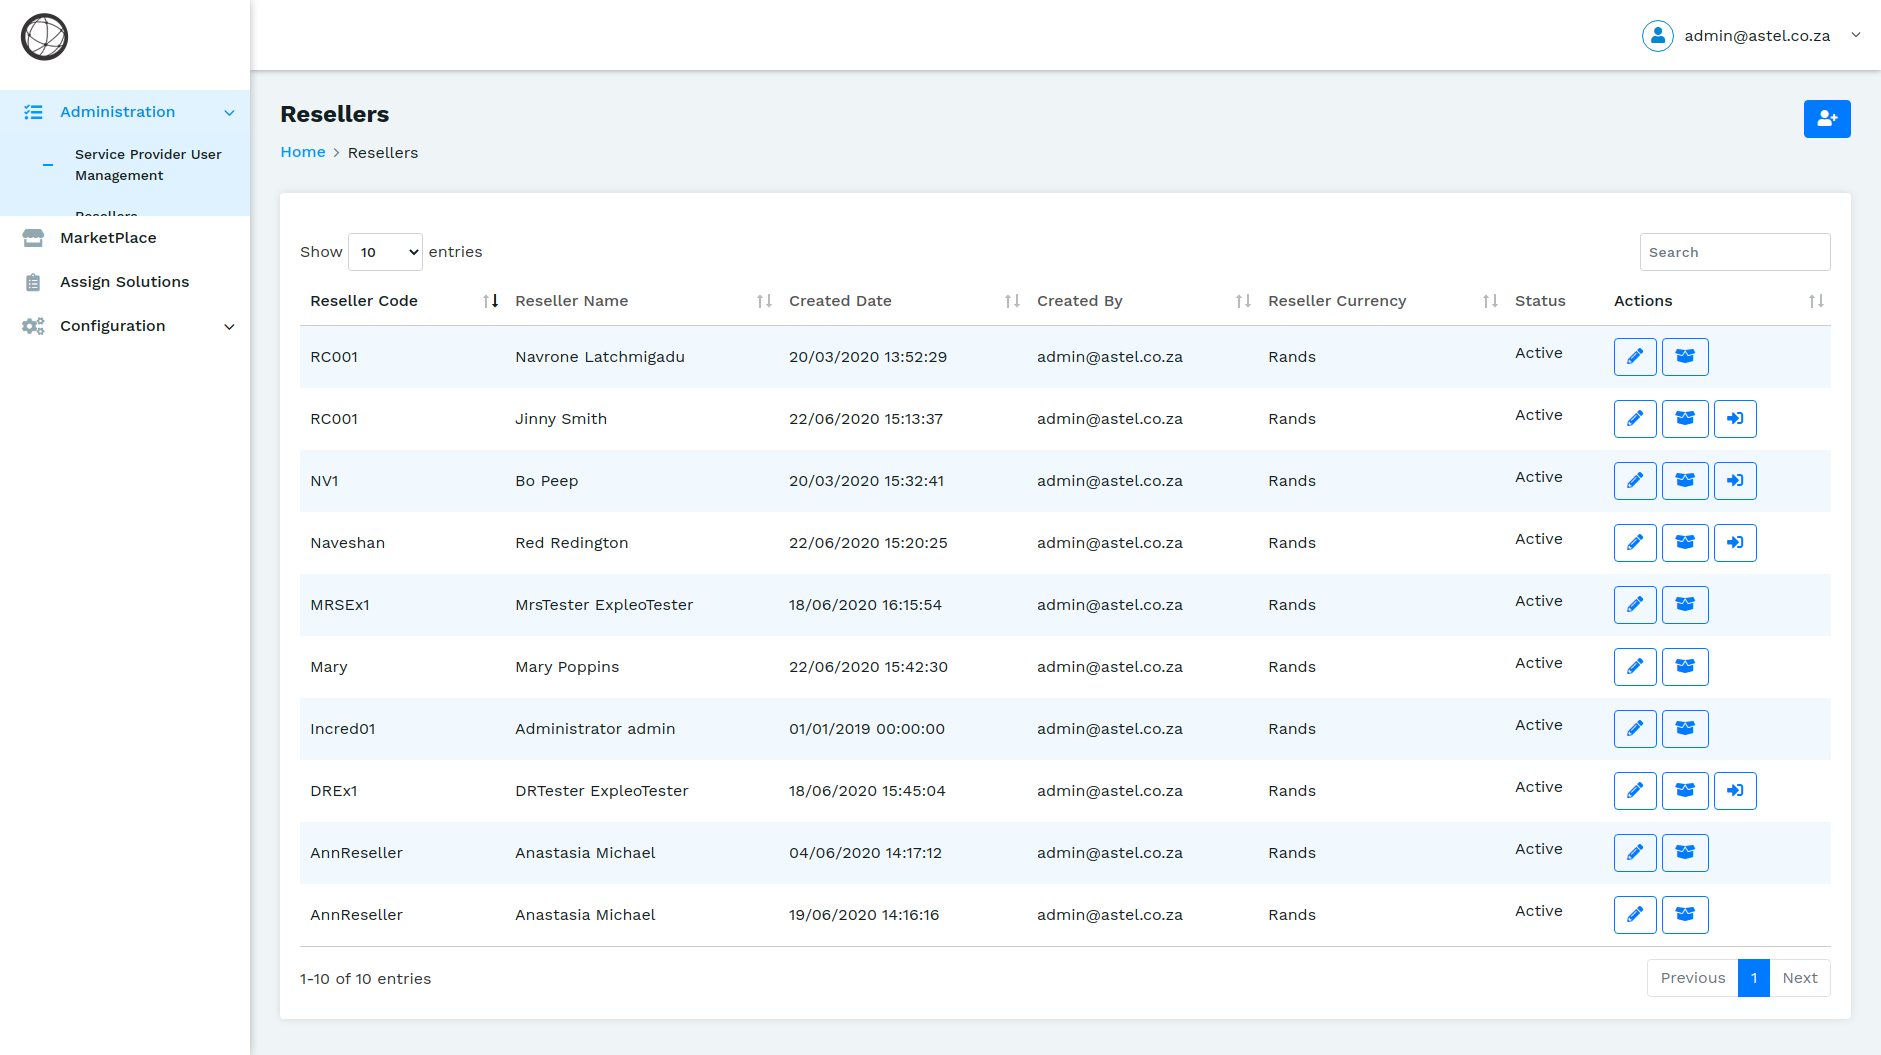 admin@astel.co.za
Administration
Service Provider User
Management
Resellers
MarketPlace
Assign Solutions
Configuration
Resellers
Home > Resellers
Show 10 entries
Search
Reseller Code Reseller Name Created Date Created By Reseller Currency Status Actions
RC001 Navrone Latchmigadu 20/03/2020 13:52:29 admin@astel.co.za Rands Active
RC001 Jinny Smith 22/06/2020 15:13:37 admin@astel.co.za Rands Active
NV1 Bo Peep 20/03/2020 15:32:41 admin@astel.co.za Rands Active
Naveshan Red Redington 22/06/2020 15:20:25 admin@astel.co.za Rands Active
MRSEx1 MrsTester ExpleoTester 18/06/2020 16:15:54 admin@astel.co.za Rands Active
Mary Mary Poppins 22/06/2020 15:42:30 admin@astel.co.za Rands Active
Incred01 Administrator admin 01/01/2019 00:00:00 admin@astel.co.za Rands Active
DREx1 DRTester ExpleoTester 18/06/2020 15:45:04 admin@astel.co.za Rands Active
AnnReseller Anastasia Michael 04/06/2020 14:17:12 admin@astel.co.za Rands Active
AnnReseller Anastasia Michael 19/06/2020 14:16:16 admin@astel.co.za Rands Active
1-10 of 10 entries
Previous 1 Next